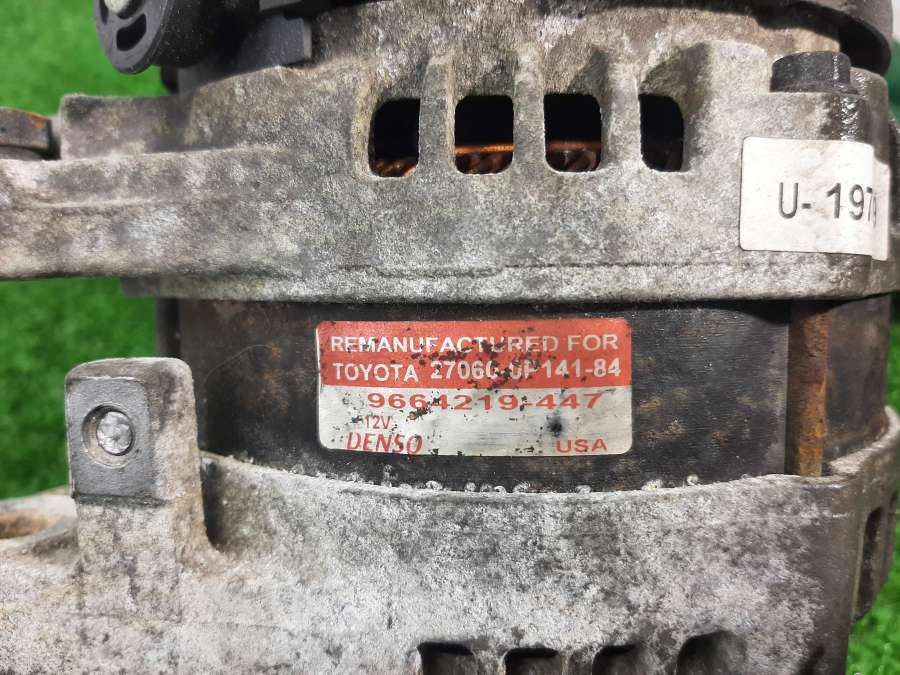 U- 197
REMANUFACTURED FOR
TOYOTA 27060-0P141-84
9664219-447
12V
DENSO
USA